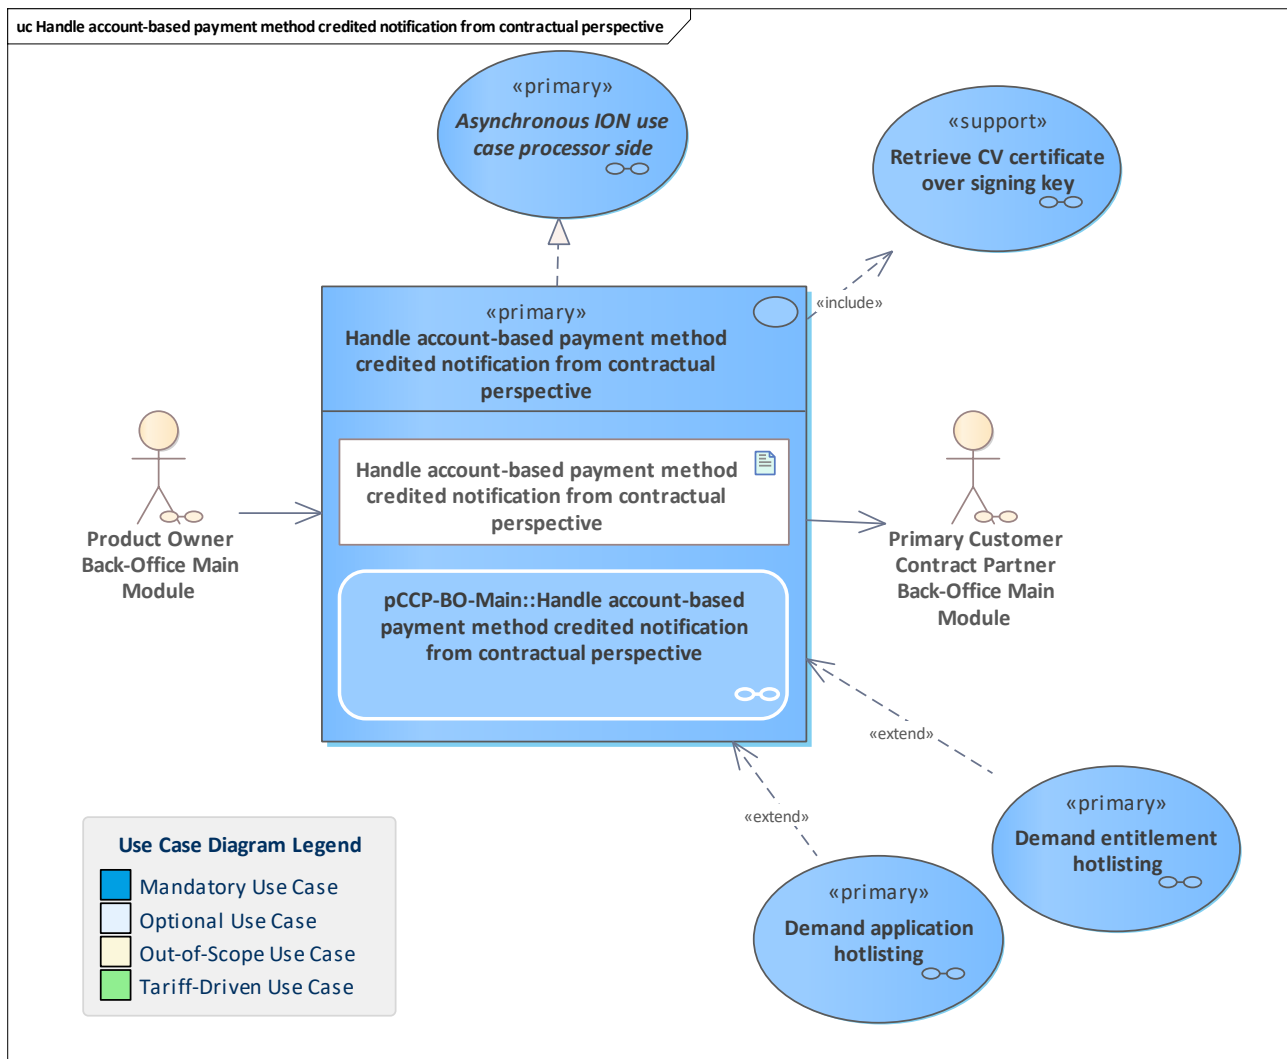 uc Handle account-based payment method credited notification from contractual perspective
«primary»
Asynchronous ION use
case processor side
«support»
Retrieve CV certificate
over signing key
«include»
«primary»
Handle account-based payment method
credited notification from contractual
perspective
Handle account-based payment method
credited notification from contractual
perspective
pCCP-BO-Main::Handle account-based
payment method credited notification
from contractual perspective
Product Owner
Back-Office Main
Module
Primary Customer
Contract Partner
Back-Office Main
Module
«extend»
«extend»
«primary»
Demand entitlement
hotlisting
«primary»
Demand application
hotlisting
Use Case Diagram Legend
Mandatory Use Case
Optional Use Case
Out-of-Scope Use Case
Tariff-Driven Use Case